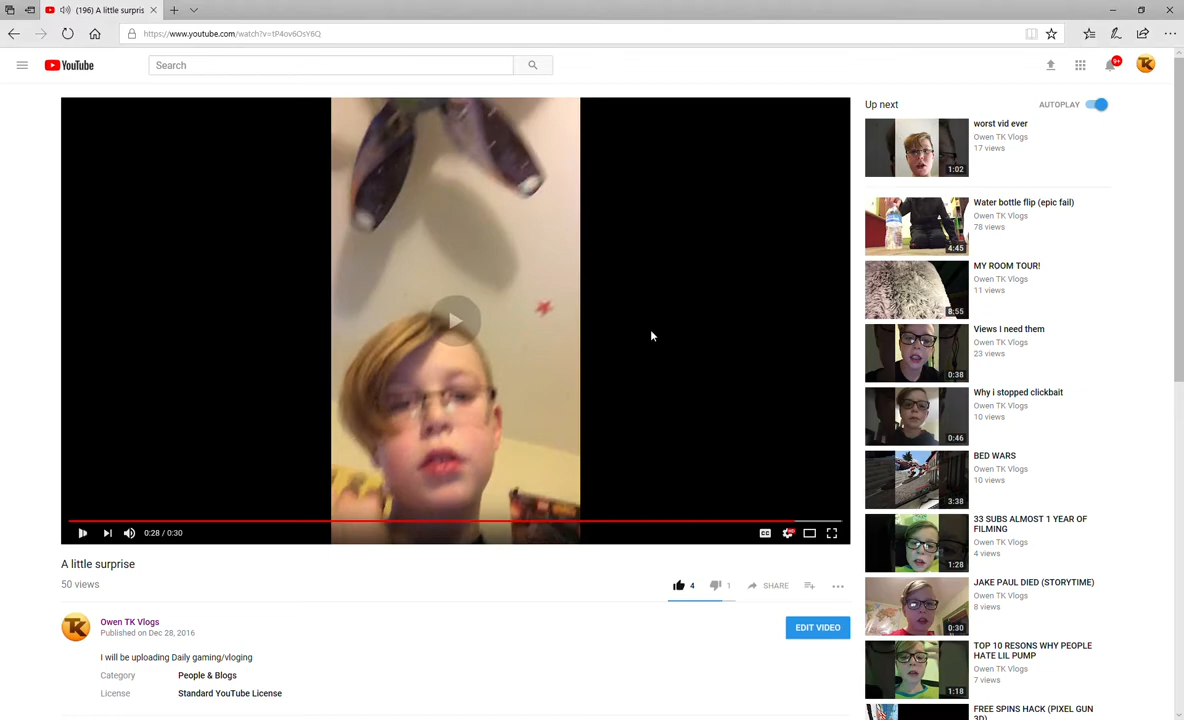 (196) A little surpris
https://www.youtube.com/watch?v=tP4ov6OsY6Q
YouTube
Search
9+
TK
Up next
AUTOPLAY
worst vid ever
Owen TK Vlogs
17 views
1:02
Water bottle flip (epic fail)
Owen TK Vlogs
78 views
4:45
MY ROOM TOUR!
Owen TK Vlogs
11 views
8:55
Views I need them
Owen TK Vlogs
23 views
0:38
Why i stopped clickbait
Owen TK Vlogs
10 views
0:46
BED WARS
Owen TK Vlogs
10 views
3:38
33 SUBS ALMOST 1 YEAR OF
FILMING
Owen TK Vlogs
4 views
1:28
JAKE PAUL DIED (STORYTIME)
Owen TK Vlogs
8 views
0:30
TOP 10 RESONS WHY PEOPLE
HATE LIL PUMP
Owen TK Vlogs
7 views
1:18
FREE SPINS HACK (PIXEL GUN
3D)
0:28 / 0:30
CC
HD
A little surprise
50 views
4
1
SHARE
TK
Owen TK Vlogs
Published on Dec 28, 2016
EDIT VIDEO
I will be uploading Daily gaming/vloging
Category People & Blogs
License Standard YouTube License